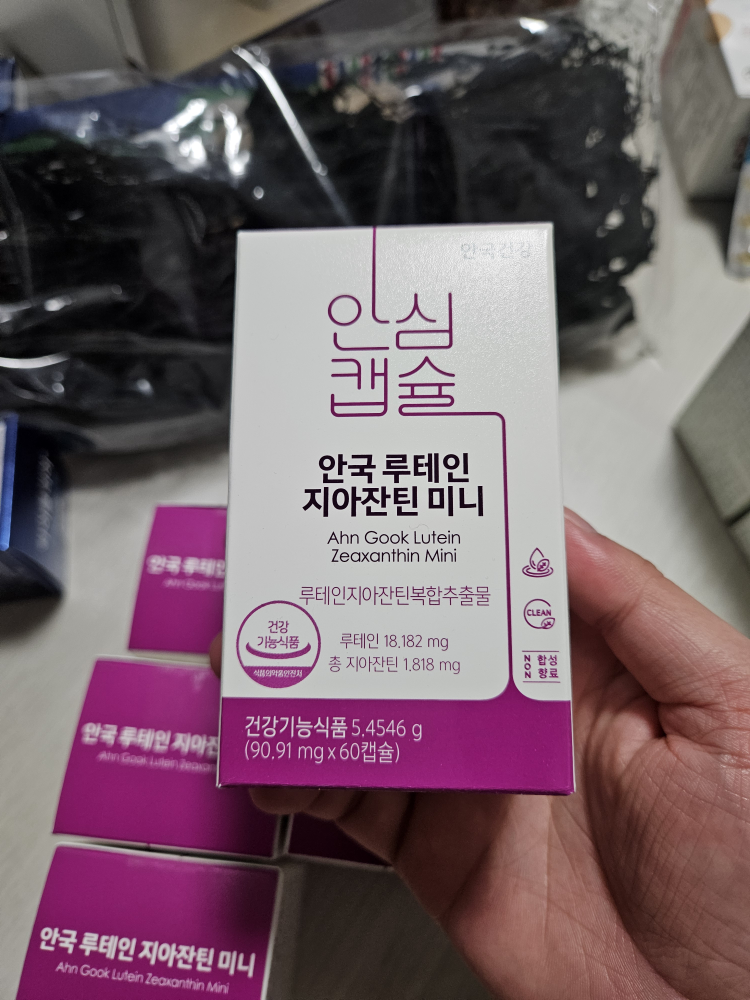 안국건강
안심
캡슐
안국 루테인
지아잔틴 미니
Ahn Gook Lutein
Zeaxanthin Mini
루테인지아잔틴복합추출물
건강
기능식품
식품의약품안전처
루테인 18.182 mg
총 지아잔틴 1.818 mg
CLEAN
NON 합성
향료
건강기능식품 5.4546 g
(90.91 mg x 60캡슐)
안국 루테인
Ahn Gook Lu
안국 루테인 지아잔
Ahn Gook Lutein Zeaxan
안국 루테인 지아잔틴 미니
Ahn Gook Lutein Zeaxanthin Mini